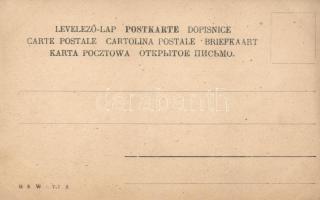 LEVELEZŐ-LAP POSTKARTE DOPISNICE
CARTE POSTALE CARTOLINA POSTALE BRIEFKAART
KARTA POCZTOWA ОТКРЫТОЕ ПИСЬМО.
Darabanth